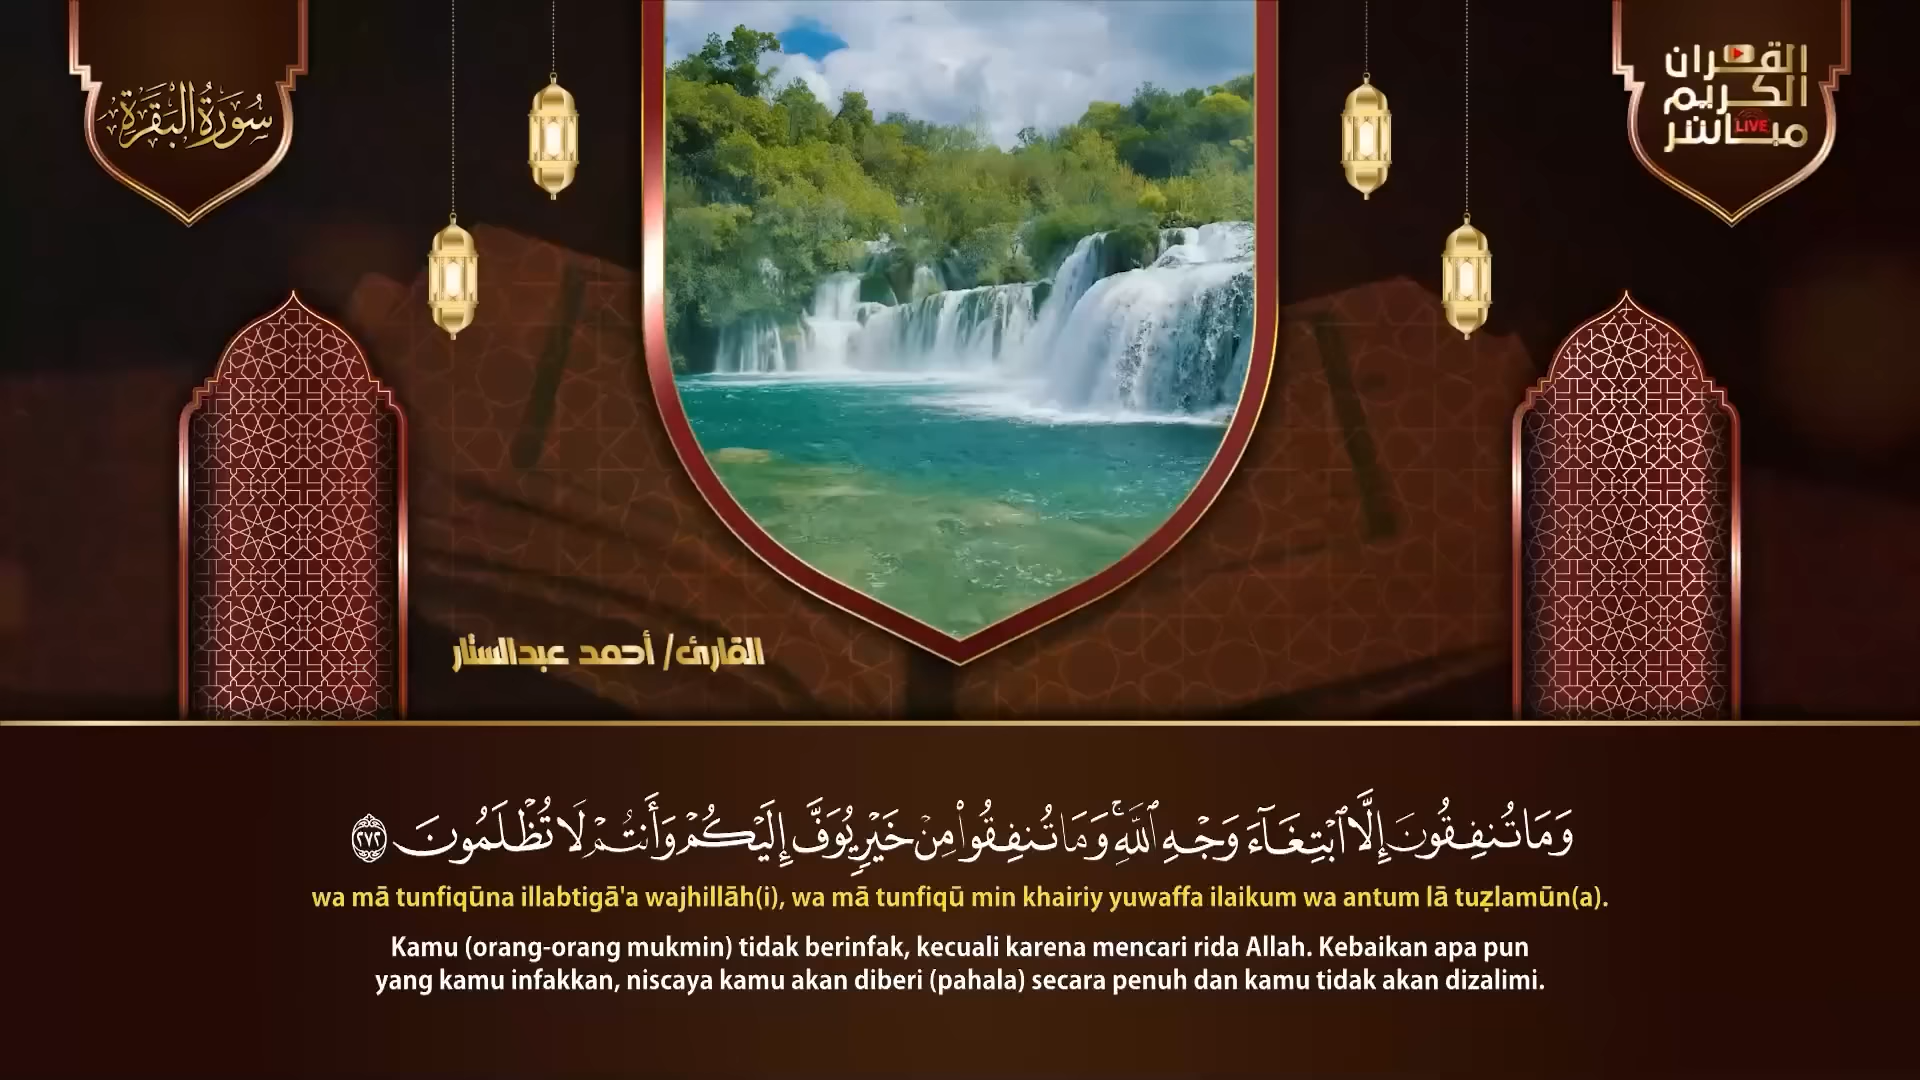 سُورَةُ البَقَرَةِ
القرآن
الكريم
مباشر
LIVE
القارئ/ أحمد عبدالستار
وَمَا تُنفِقُونَ إِلَّا ٱبْتِغَآءَ وَجْهِ ٱللَّهِ ۚ وَمَا تُنفِقُوا۟ مِنْ خَيْرٍ يُوَفَّ إِلَيْكُمْ وَأَنتُمْ لَا تُظْلَمُونَ ٢٧٢
wa mā tunfiqūna illabtigā'a wajhillāh(i), wa mā tunfiqū min khairiy yuwaffa ilaikum wa antum lā tuẓlamūn(a).
Kamu (orang-orang mukmin) tidak berinfak, kecuali karena mencari rida Allah. Kebaikan apa pun
yang kamu infakkan, niscaya kamu akan diberi (pahala) secara penuh dan kamu tidak akan dizalimi.